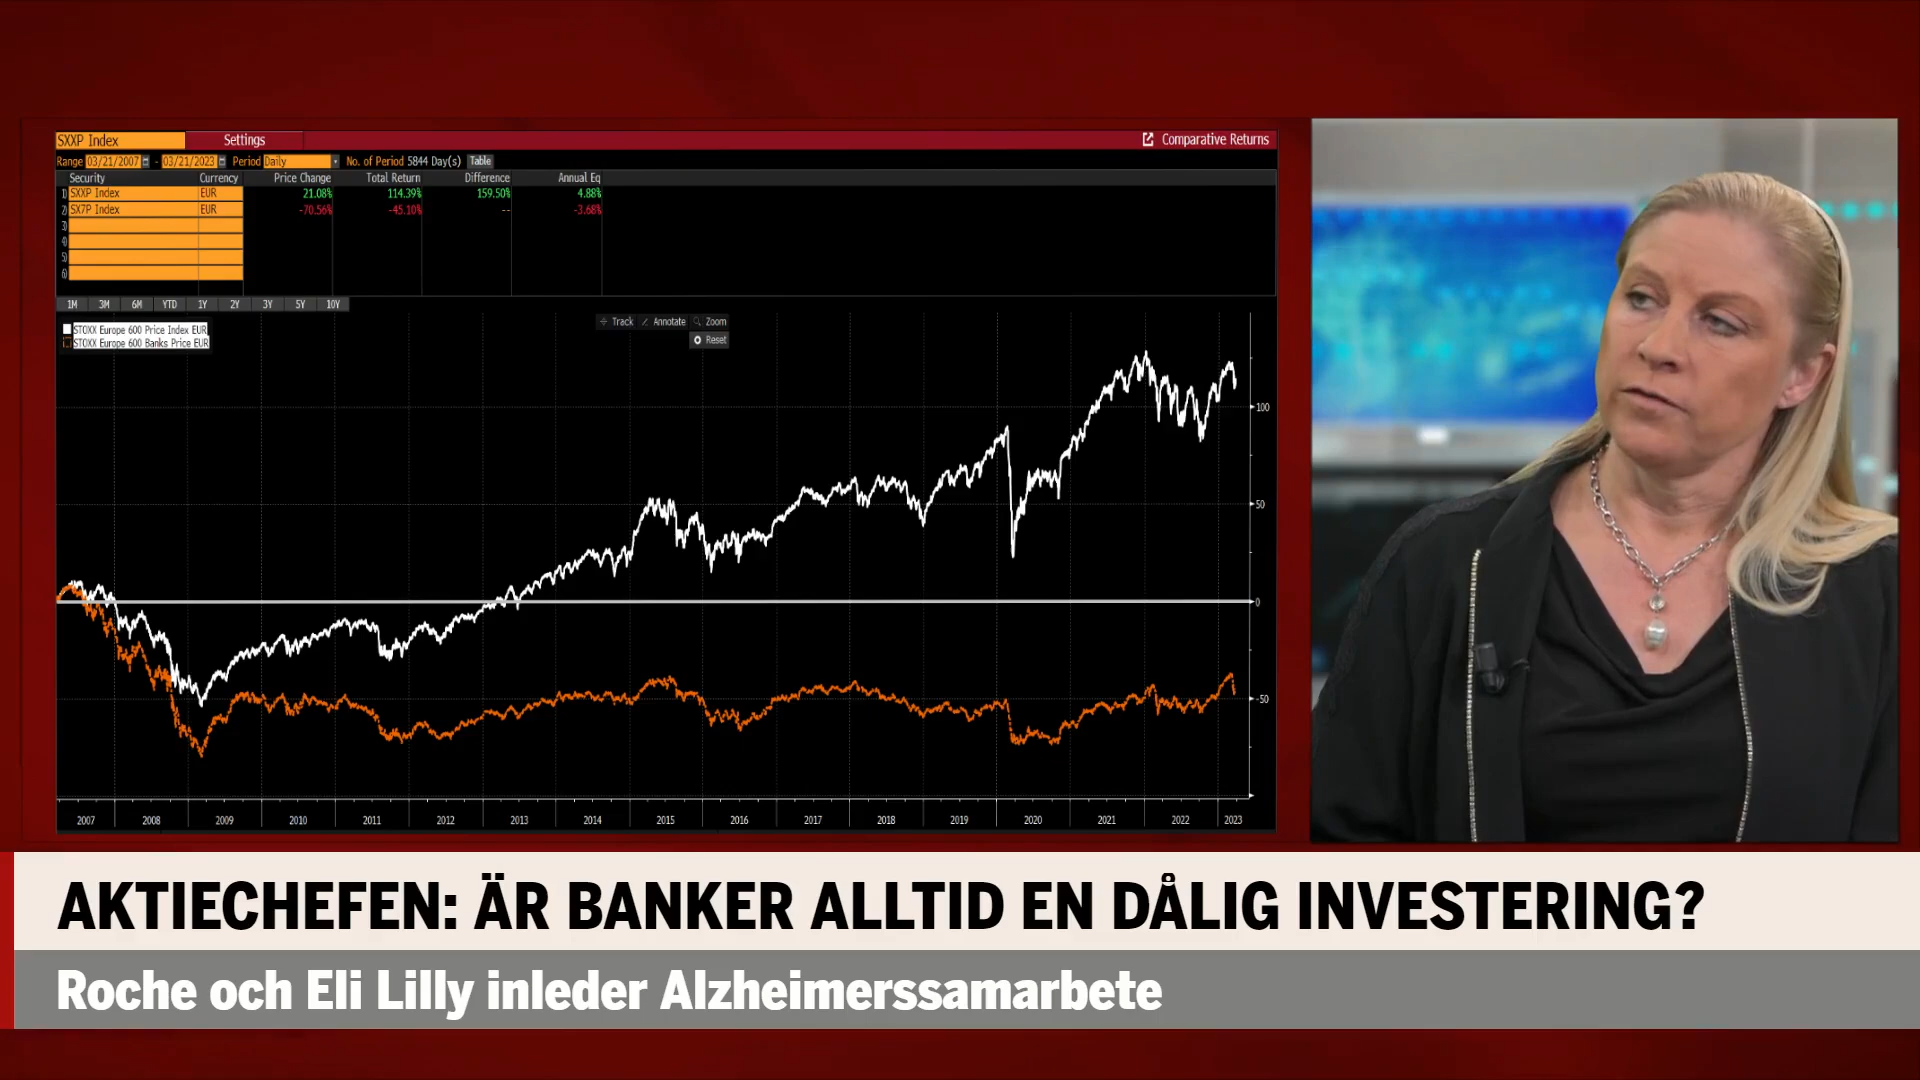 SXXP Index Settings Comparative Returns
Range 03/21/2007 - 03/21/2023 Period Daily No. of Period 5844 Day(s) Table
Security Currency Price Change Total Return Difference Annual Eq
1) SXXP Index EUR 21.08% 114.39% 159.50% 4.88%
2) SX7P Index EUR -70.56% -45.10% -- -3.68%
3)
4)
5)
6)
1M 3M 6M YTD 1Y 2Y 3Y 5Y 10Y
Track Annotate Zoom
Reset
STOXX Europe 600 Price Index EUR
STOXX Europe 600 Banks Price EUR
100
50
0
-50
2007 2008 2009 2010 2011 2012 2013 2014 2015 2016 2017 2018 2019 2020 2021 2022 2023
AKTIECHEFEN: ÄR BANKER ALLTID EN DÅLIG INVESTERING?
Roche och Eli Lilly inleder Alzheimerssamarbete